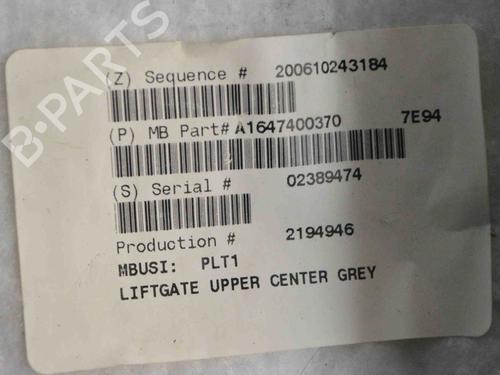 (Z) Sequence # 200610243184
(P) MB Part# A1647400370 7E94
(S) Serial # 02389474
Production # 2194946
MBUSI: PLT1
LIFTGATE UPPER CENTER GREY
B-PARTS